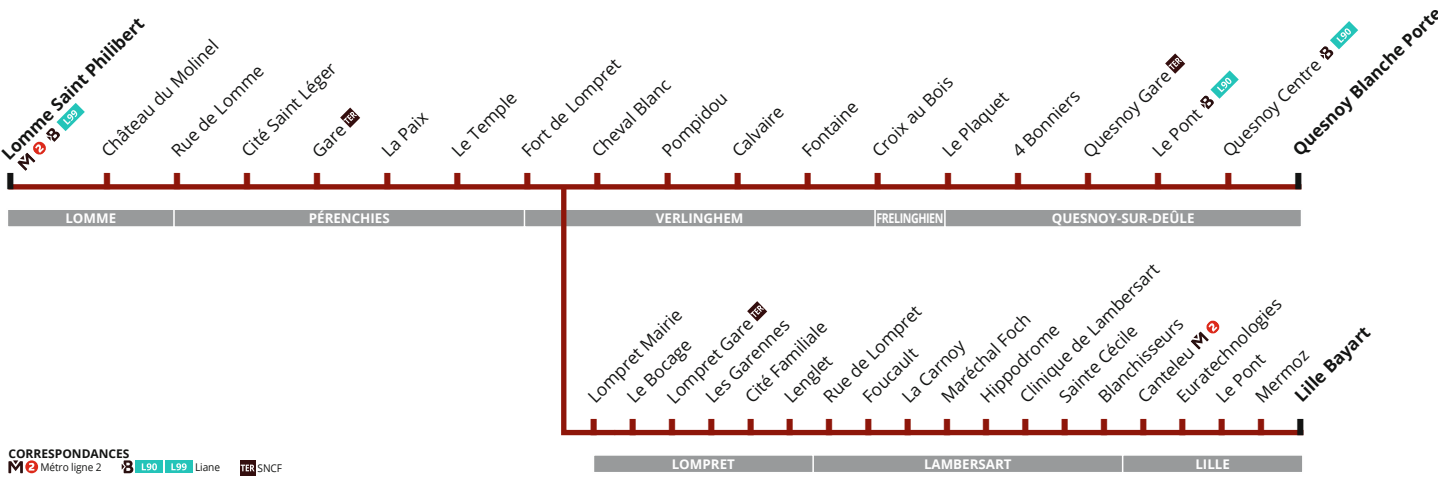 Lomme Saint Philibert
M 2 B L99
Château du Molinel
Rue de Lomme
Cité Saint Léger
Gare TER
La Paix
Le Temple
Fort de Lompret
Cheval Blanc
Pompidou
Calvaire
Fontaine
Croix au Bois
Le Plaquet
4 Bonniers
Quesnoy Gare TER
Le Pont B L90
Quesnoy Centre B L90
Quesnoy Blanche Porte
LOMME
PÉRENCHIES
VERLINGHEM
FRELINGHIEN
QUESNOY-SUR-DEÛLE
Lompret Mairie
Le Bocage
Lompret Gare TER
Les Garennes
Cité Familiale
Lenglet
Rue de Lompret
Foucault
La Carnoy
Maréchal Foch
Hippodrome
Clinique de Lambersart
Sainte Cécile
Blanchisseurs
Canteleu M 2
Euratechnologies
Le Pont
Mermoz
Lille Bayart
LOMPRET
LAMBERSART
LILLE
CORRESPONDANCES
M 2 Métro ligne 2 B L90 L99 Liane TER SNCF